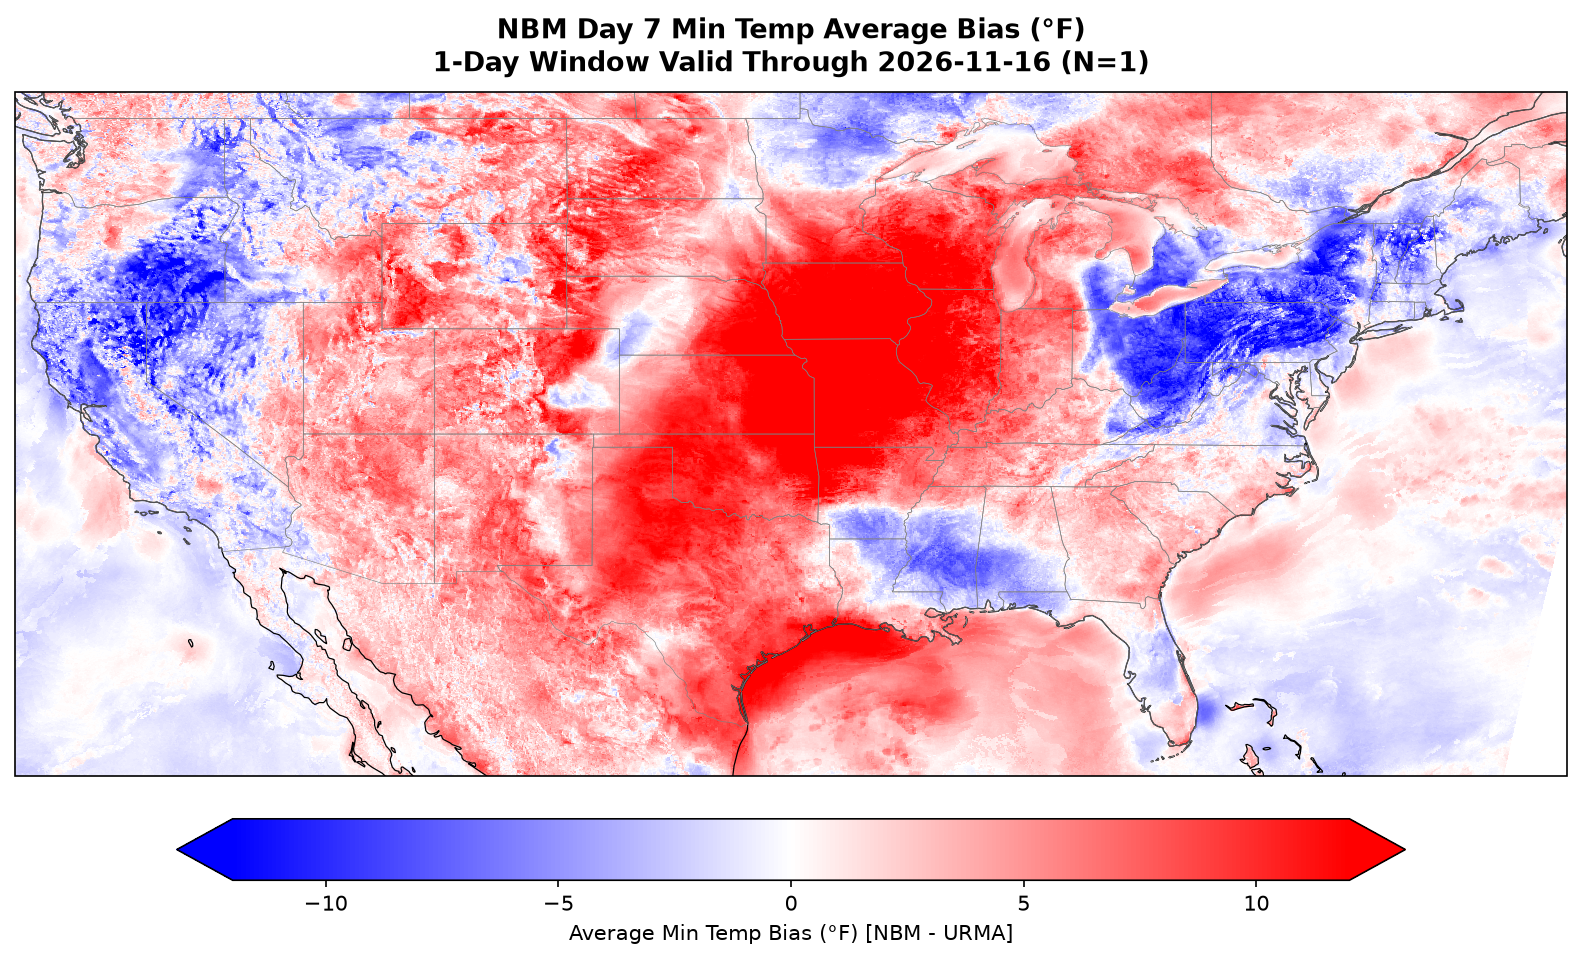 NBM Day 7 Min Temp Average Bias (°F)
1-Day Window Valid Through 2026-11-16 (N=1)
−10 −5 0 5 10
Average Min Temp Bias (°F) [NBM - URMA]